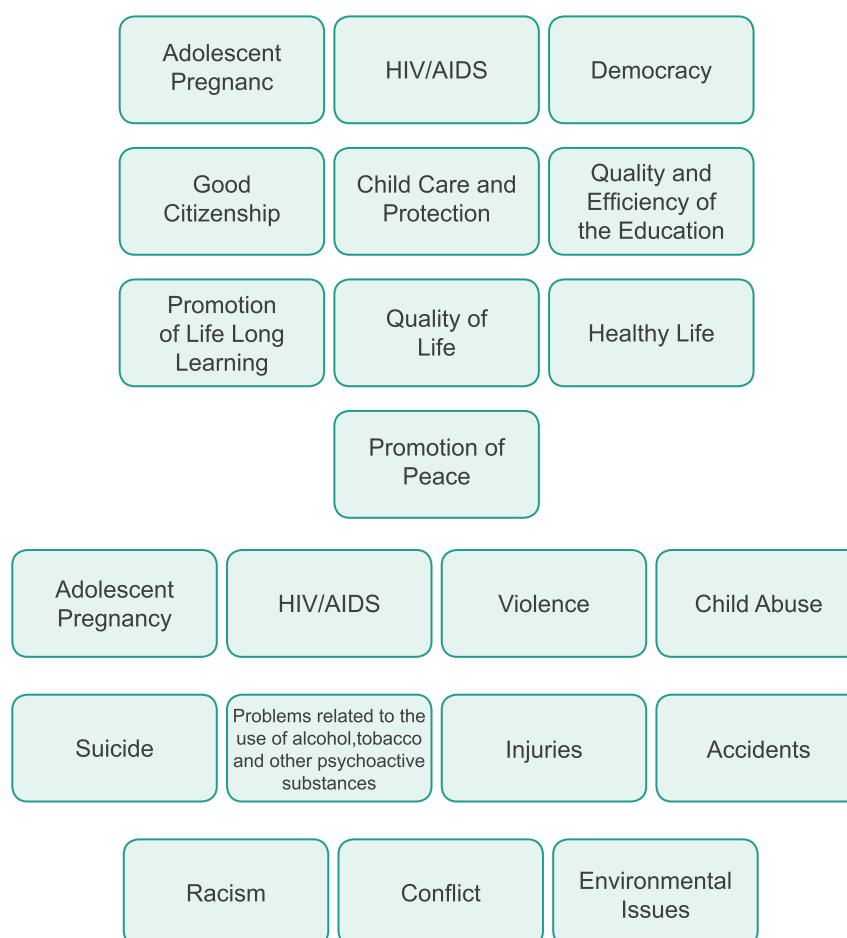 Adolescent
Pregnanc
HIV/AIDS
Democracy
Good
Citizenship
Child Care and
Protection
Quality and
Efficiency of
the Education
Promotion
of Life Long
Learning
Quality of
Life
Healthy Life
Promotion of
Peace
Adolescent
Pregnancy
HIV/AIDS
Violence
Child Abuse
Suicide
Problems related to the
use of alcohol,tobacco
and other psychoactive
substances
Injuries
Accidents
Racism
Conflict
Environmental
Issues